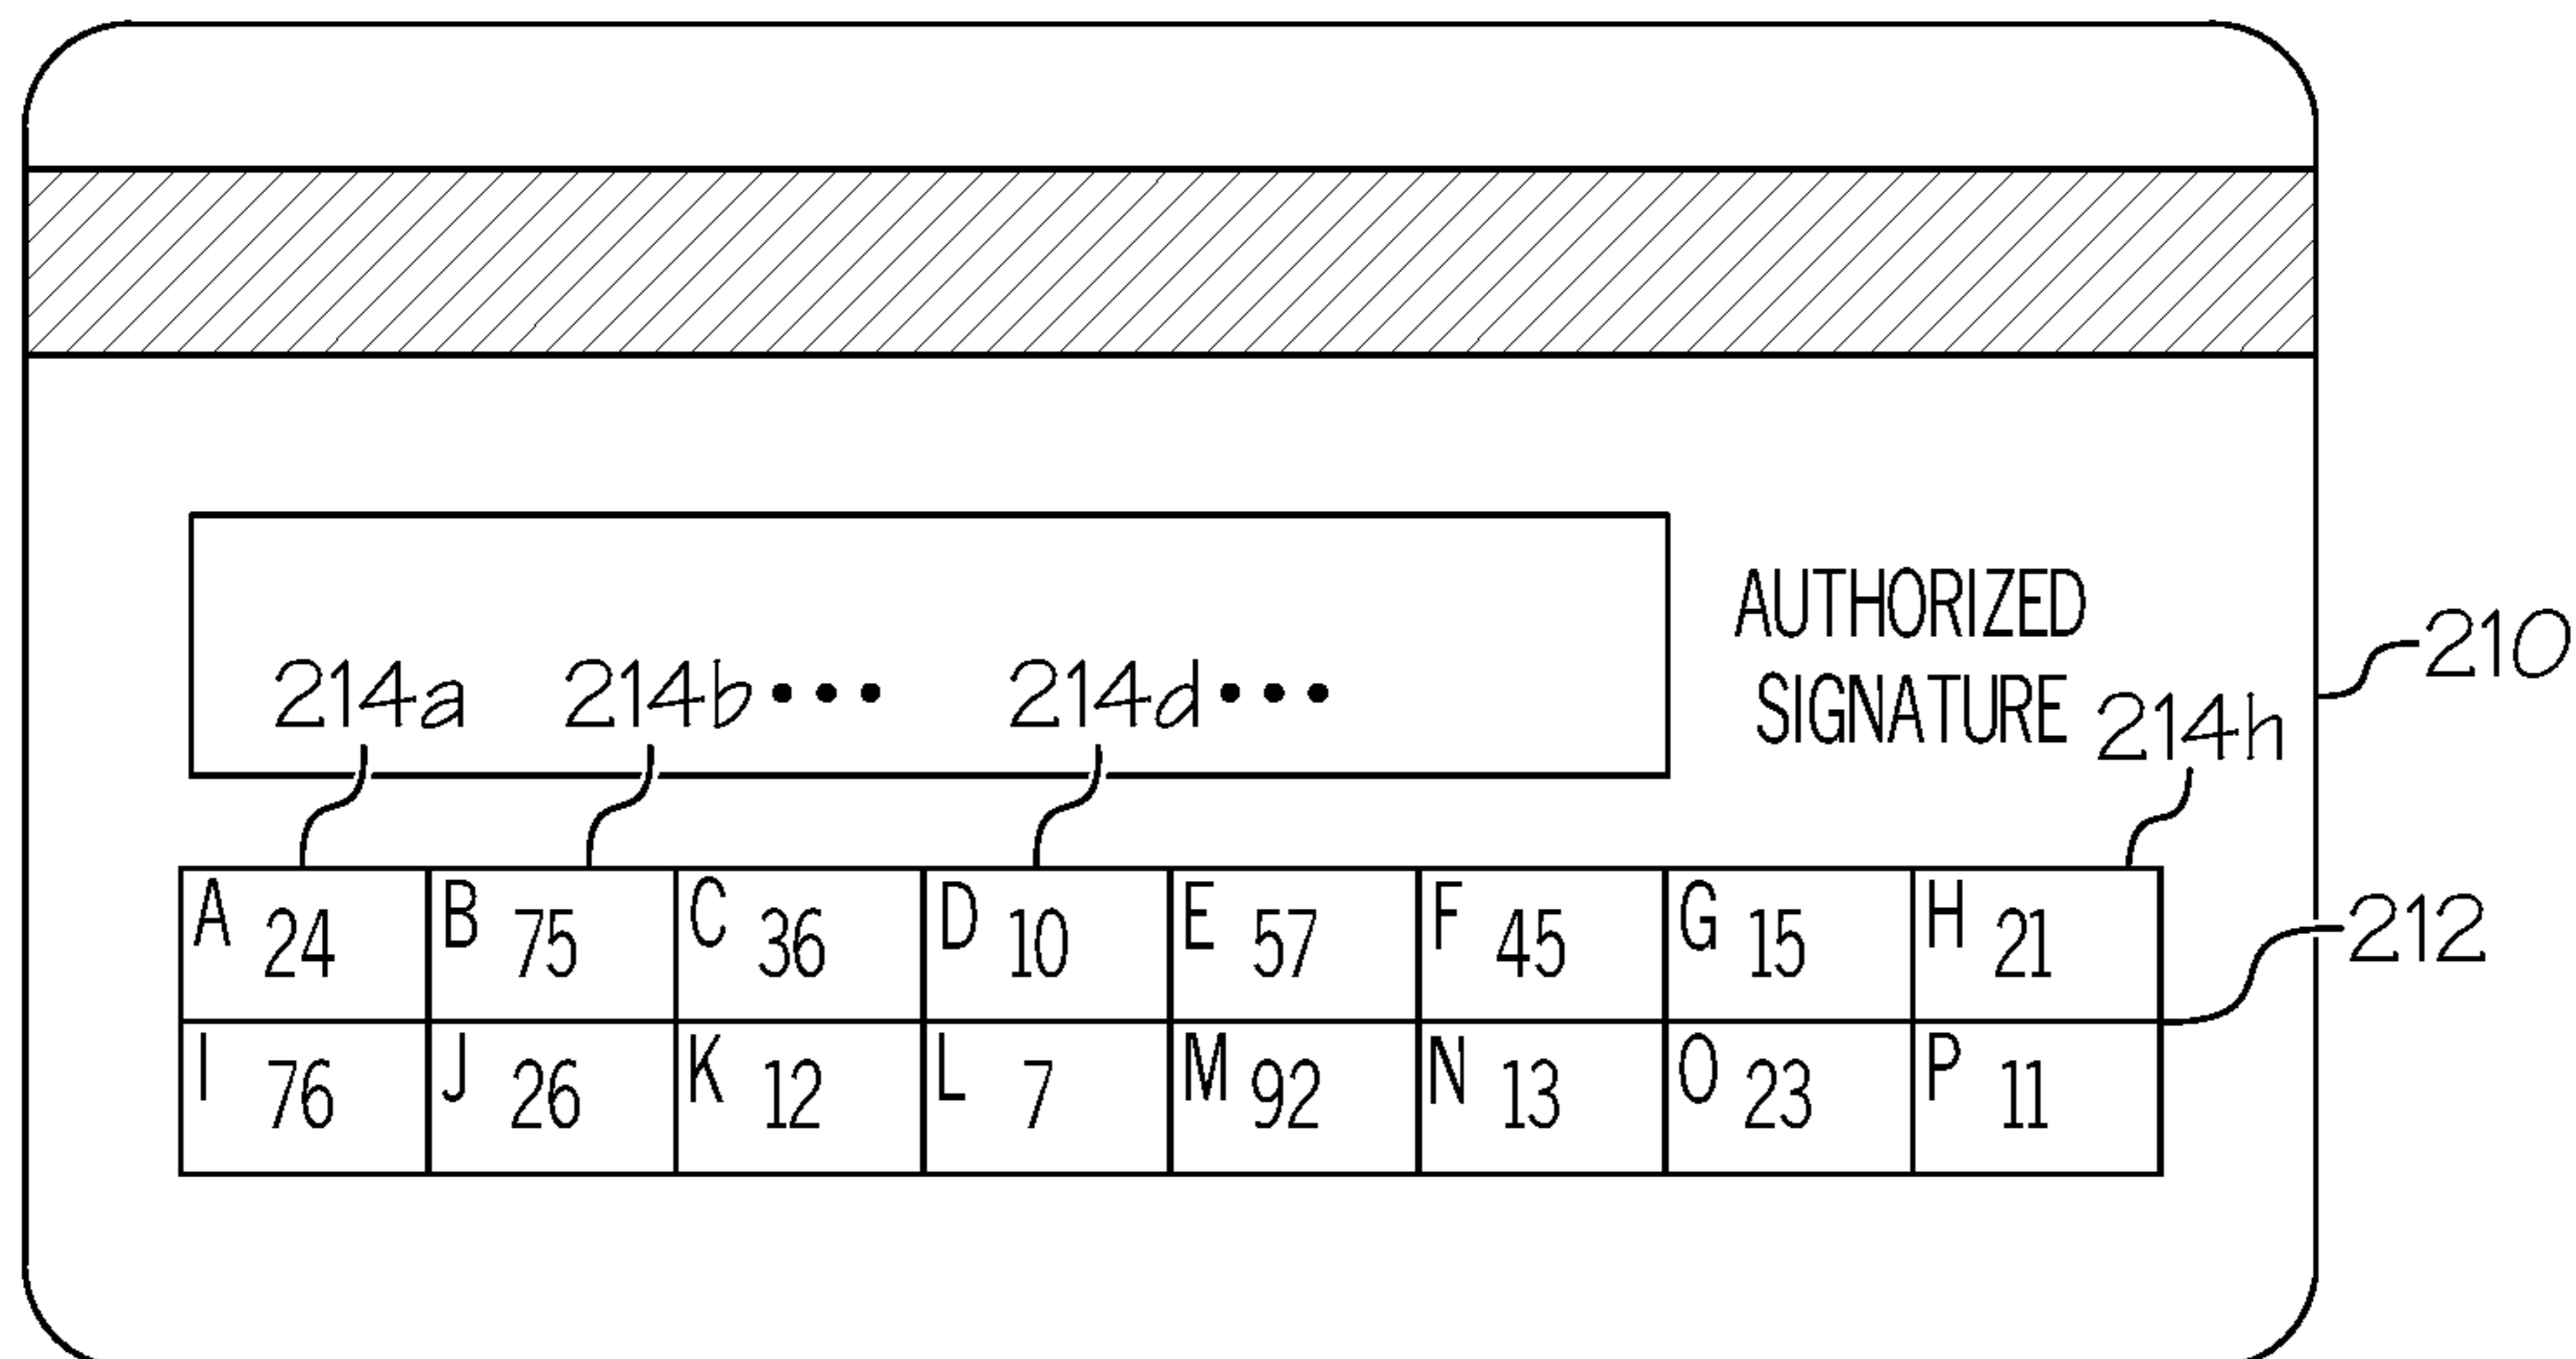 AUTHORIZED
SIGNATURE
210
214a 214b... 214d... 214h
A 24 B 75 C 36 D 10 E 57 F 45 G 15 H 21
212
I 76 J 26 K 12 L 7 M 92 N 13 O 23 P 11